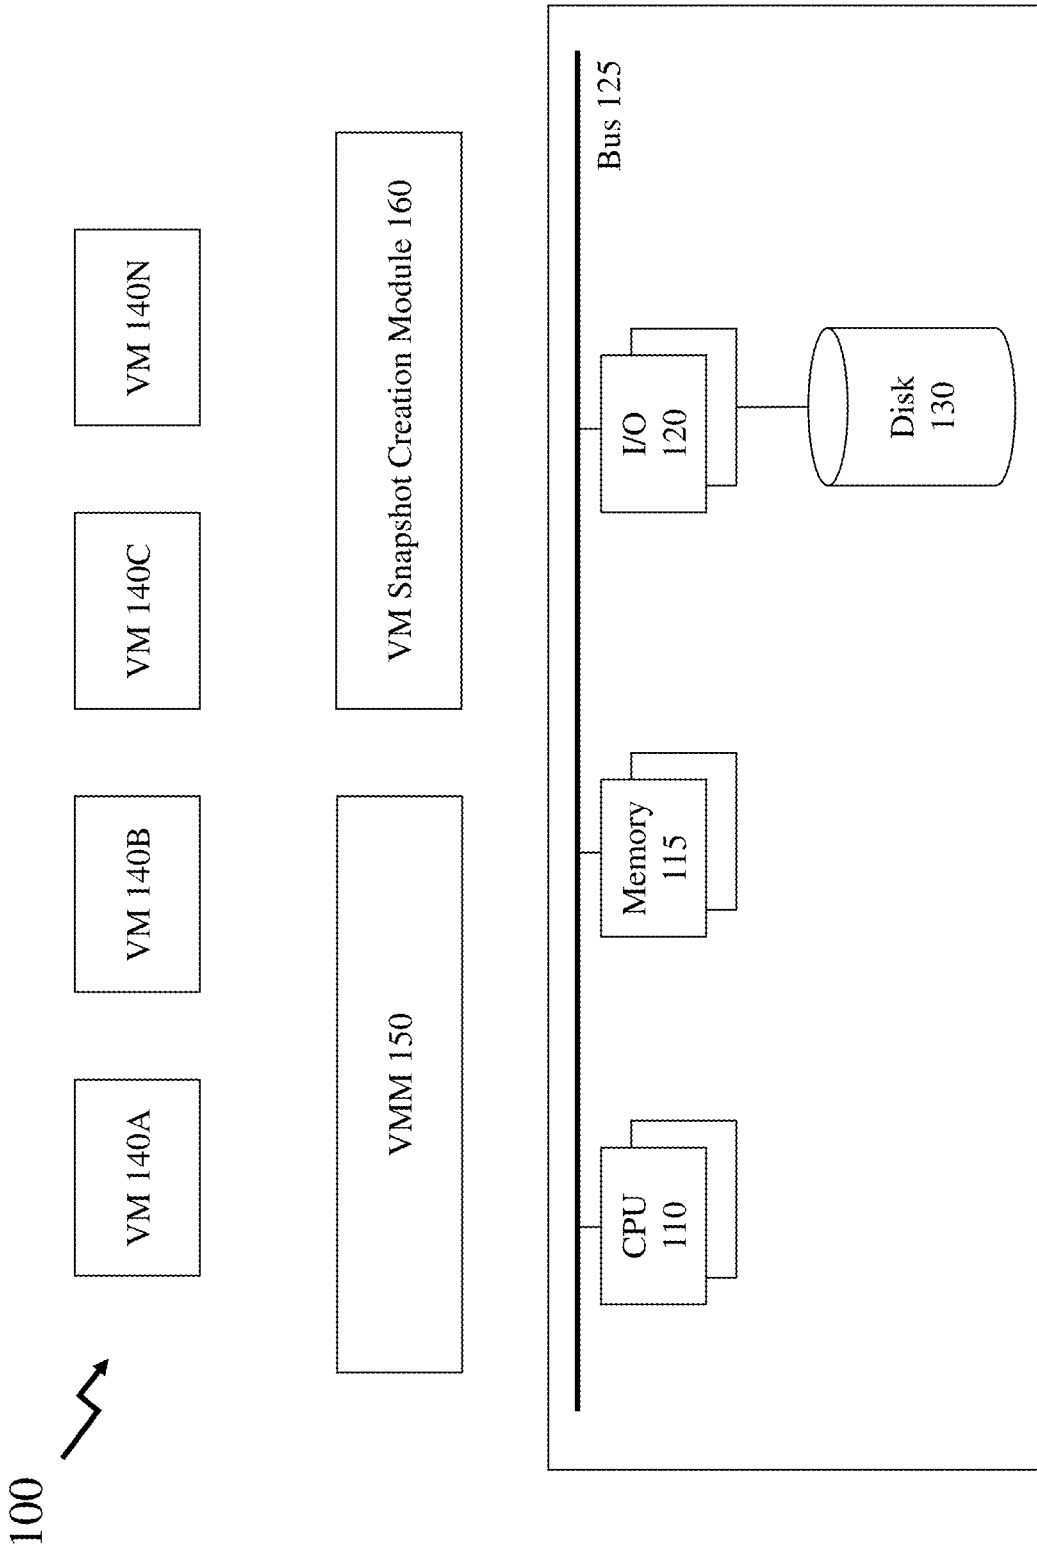 100
VM 140A
VM 140B
VM 140C
VM 140N
VMM 150
VM Snapshot Creation Module 160
Bus 125
CPU
110
Memory
115
I/O
120
Disk
130